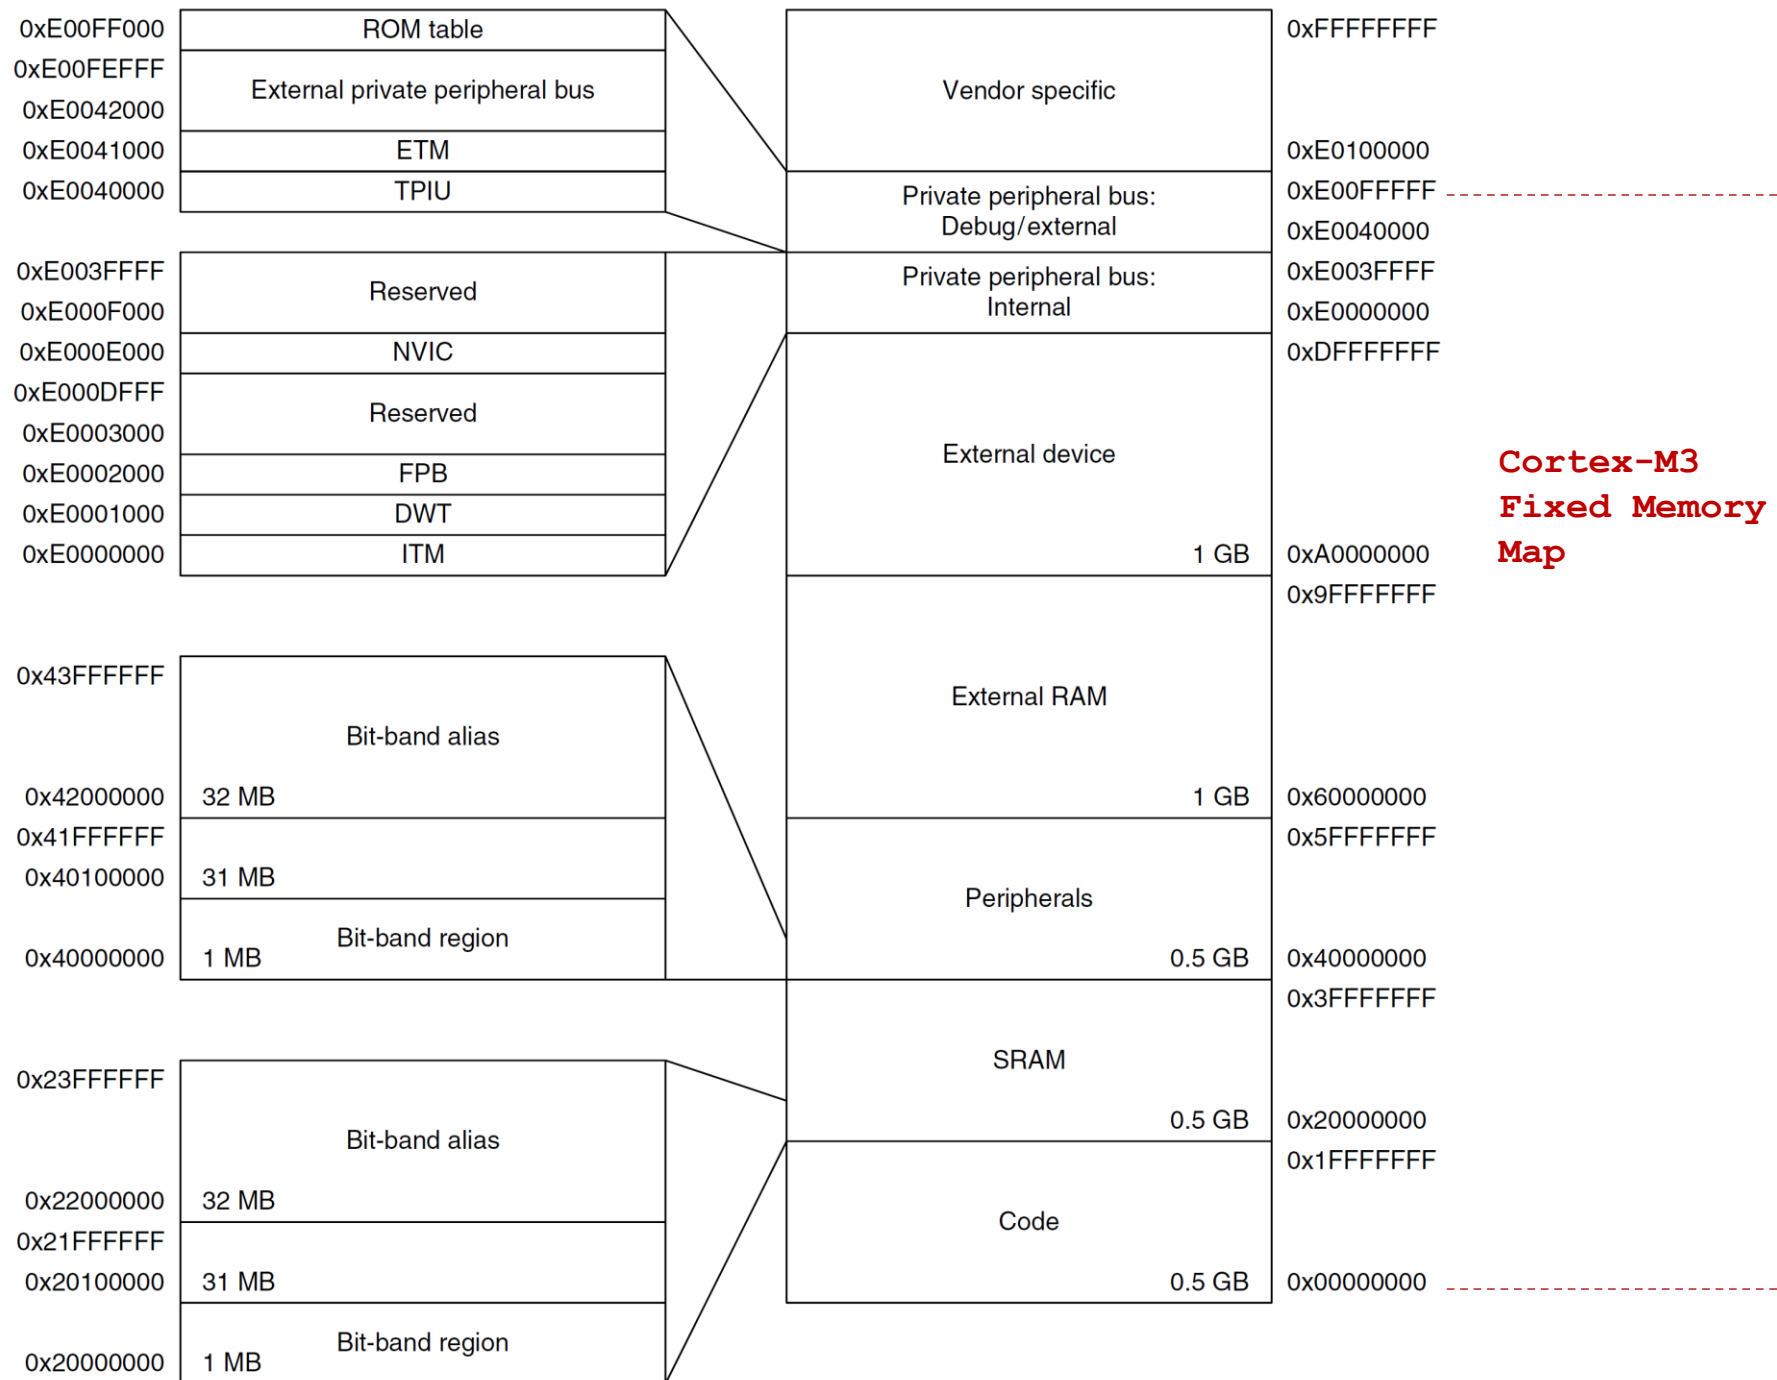 0xE00FF000 ROM table
0xE00FEFFF
External private peripheral bus
0xE0042000
0xE0041000 ETM
0xE0040000 TPIU
0xE003FFFF
Reserved
0xE000F000
0xE000E000 NVIC
0xE000DFFF
Reserved
0xE0003000
0xE0002000 FPB
0xE0001000 DWT
0xE0000000 ITM
0x43FFFFFF
Bit-band alias
0x42000000 32 MB
0x41FFFFFF
0x40100000 31 MB
Bit-band region
0x40000000 1 MB
0x23FFFFFF
Bit-band alias
0x22000000 32 MB
0x21FFFFFF
0x20100000 31 MB
Bit-band region
0x20000000 1 MB
0xFFFFFFFF
Vendor specific
0xE0100000
0xE00FFFFF
Private peripheral bus:
Debug/external
0xE0040000
0xE003FFFF
Private peripheral bus:
Internal
0xE0000000
0xDFFFFFFF
External device
1 GB 0xA0000000
0x9FFFFFFF
External RAM
1 GB 0x60000000
0x5FFFFFFF
Peripherals
0.5 GB 0x40000000
0x3FFFFFFF
SRAM
0.5 GB 0x20000000
0x1FFFFFFF
Code
0.5 GB 0x00000000
Cortex-M3
Fixed Memory
Map